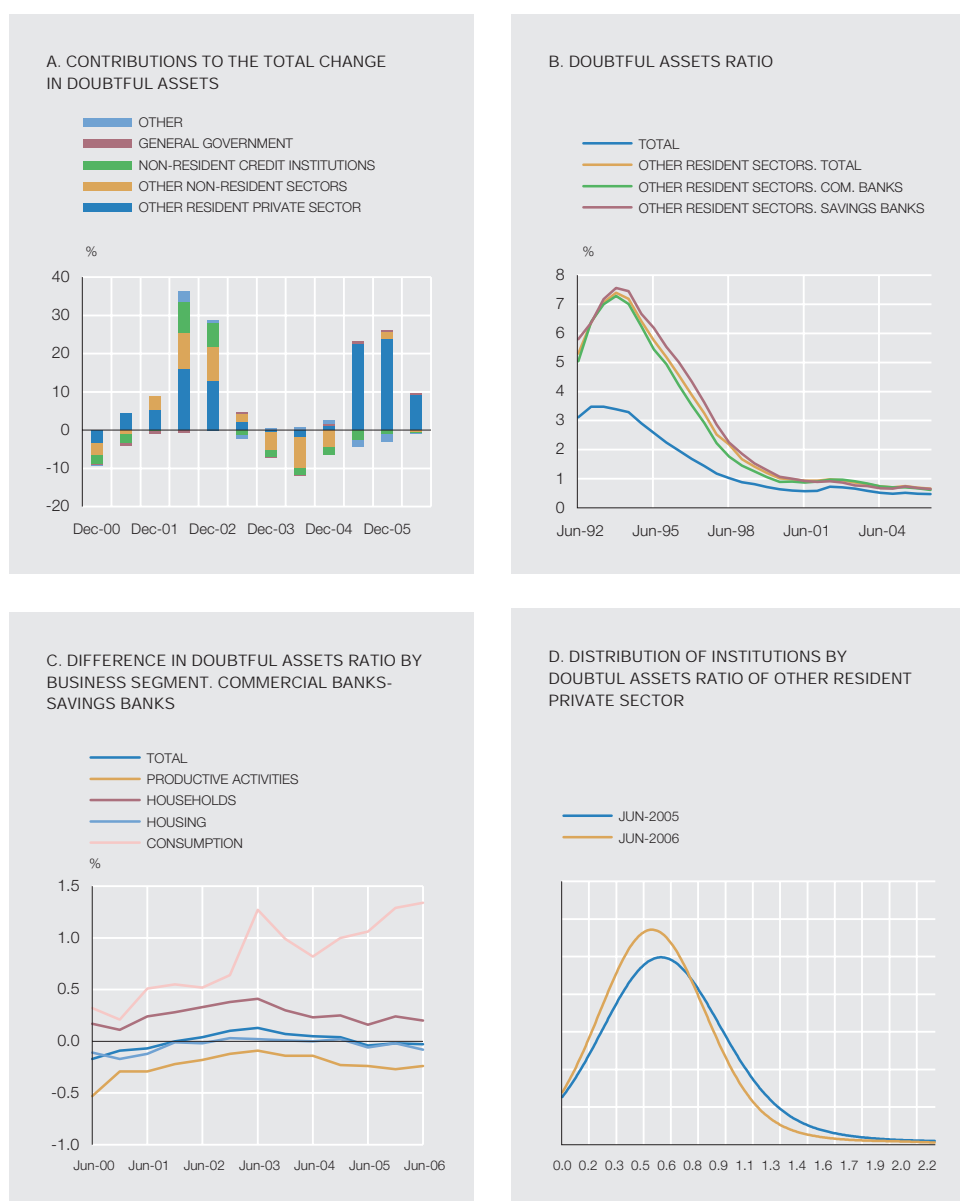 A. CONTRIBUTIONS TO THE TOTAL CHANGE
IN DOUBTFUL ASSETS
OTHER
GENERAL GOVERNMENT
NON-RESIDENT CREDIT INSTITUTIONS
OTHER NON-RESIDENT SECTORS
OTHER RESIDENT PRIVATE SECTOR
%
40
30
20
10
0
-10
-20
Dec-00 Dec-01 Dec-02 Dec-03 Dec-04 Dec-05
B. DOUBTFUL ASSETS RATIO
TOTAL
OTHER RESIDENT SECTORS. TOTAL
OTHER RESIDENT SECTORS. COM. BANKS
OTHER RESIDENT SECTORS. SAVINGS BANKS
%
8
7
6
5
4
3
2
1
0
Jun-92 Jun-95 Jun-98 Jun-01 Jun-04
C. DIFFERENCE IN DOUBTFUL ASSETS RATIO BY
BUSINESS SEGMENT. COMMERCIAL BANKS-
SAVINGS BANKS
TOTAL
PRODUCTIVE ACTIVITIES
HOUSEHOLDS
HOUSING
CONSUMPTION
%
1.5
1.0
0.5
0.0
-0.5
-1.0
Jun-00 Jun-01 Jun-02 Jun-03 Jun-04 Jun-05 Jun-06
D. DISTRIBUTION OF INSTITUTIONS BY
DOUBTUL ASSETS RATIO OF OTHER RESIDENT
PRIVATE SECTOR
JUN-2005
JUN-2006
0.0 0.2 0.3 0.5 0.6 0.8 0.9 1.1 1.3 1.4 1.6 1.7 1.9 2.0 2.2